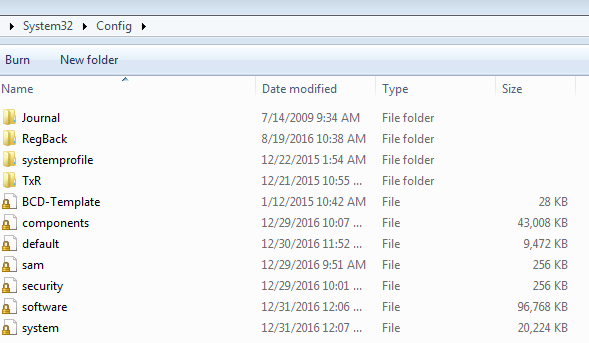 System32 Config
Burn New folder
Name Date modified Type Size
Journal 7/14/2009 9:34 AM File folder
RegBack 8/19/2016 10:38 AM File folder
systemprofile 12/22/2015 1:54 AM File folder
TxR 12/21/2015 10:55 ... File folder
BCD-Template 1/12/2015 10:42 AM File 28 KB
components 12/29/2016 10:07 ... File 43,008 KB
default 12/30/2016 11:52 ... File 9,472 KB
sam 12/29/2016 9:51 AM File 256 KB
security 12/29/2016 10:01 ... File 256 KB
software 12/31/2016 12:06 ... File 96,768 KB
system 12/31/2016 12:07 ... File 20,224 KB